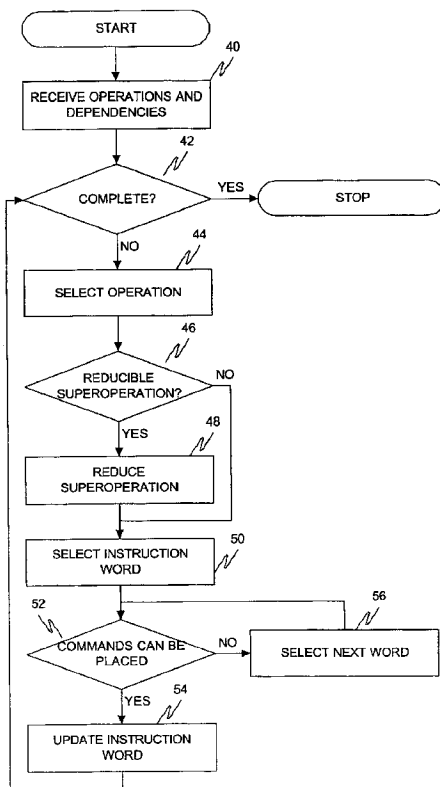 START
40
RECEIVE OPERATIONS AND
DEPENDENCIES
42
COMPLETE?
YES
STOP
NO
44
SELECT OPERATION
46
REDUCIBLE
SUPEROPERATION?
NO
YES
48
REDUCE
SUPEROPERATION
50
SELECT INSTRUCTION
WORD
52
COMMANDS CAN BE
PLACED
NO
56
SELECT NEXT WORD
YES
54
UPDATE INSTRUCTION
WORD